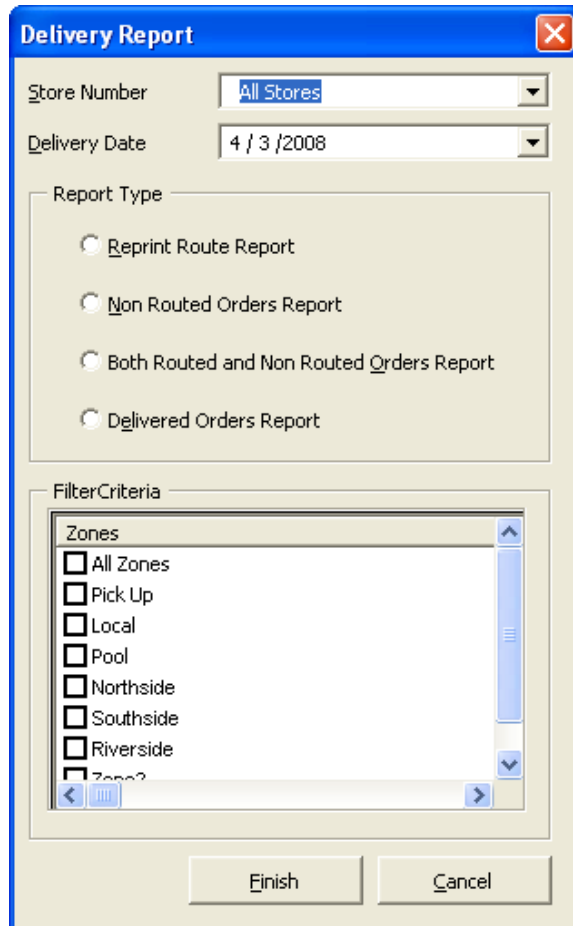 Delivery Report
Store Number All Stores
Delivery Date 4 / 3 /2008
Report Type
Reprint Route Report
Non Routed Orders Report
Both Routed and Non Routed Orders Report
Delivered Orders Report
FilterCriteria
Zones
All Zones
Pick Up
Local
Pool
Northside
Southside
Riverside
Finish Cancel